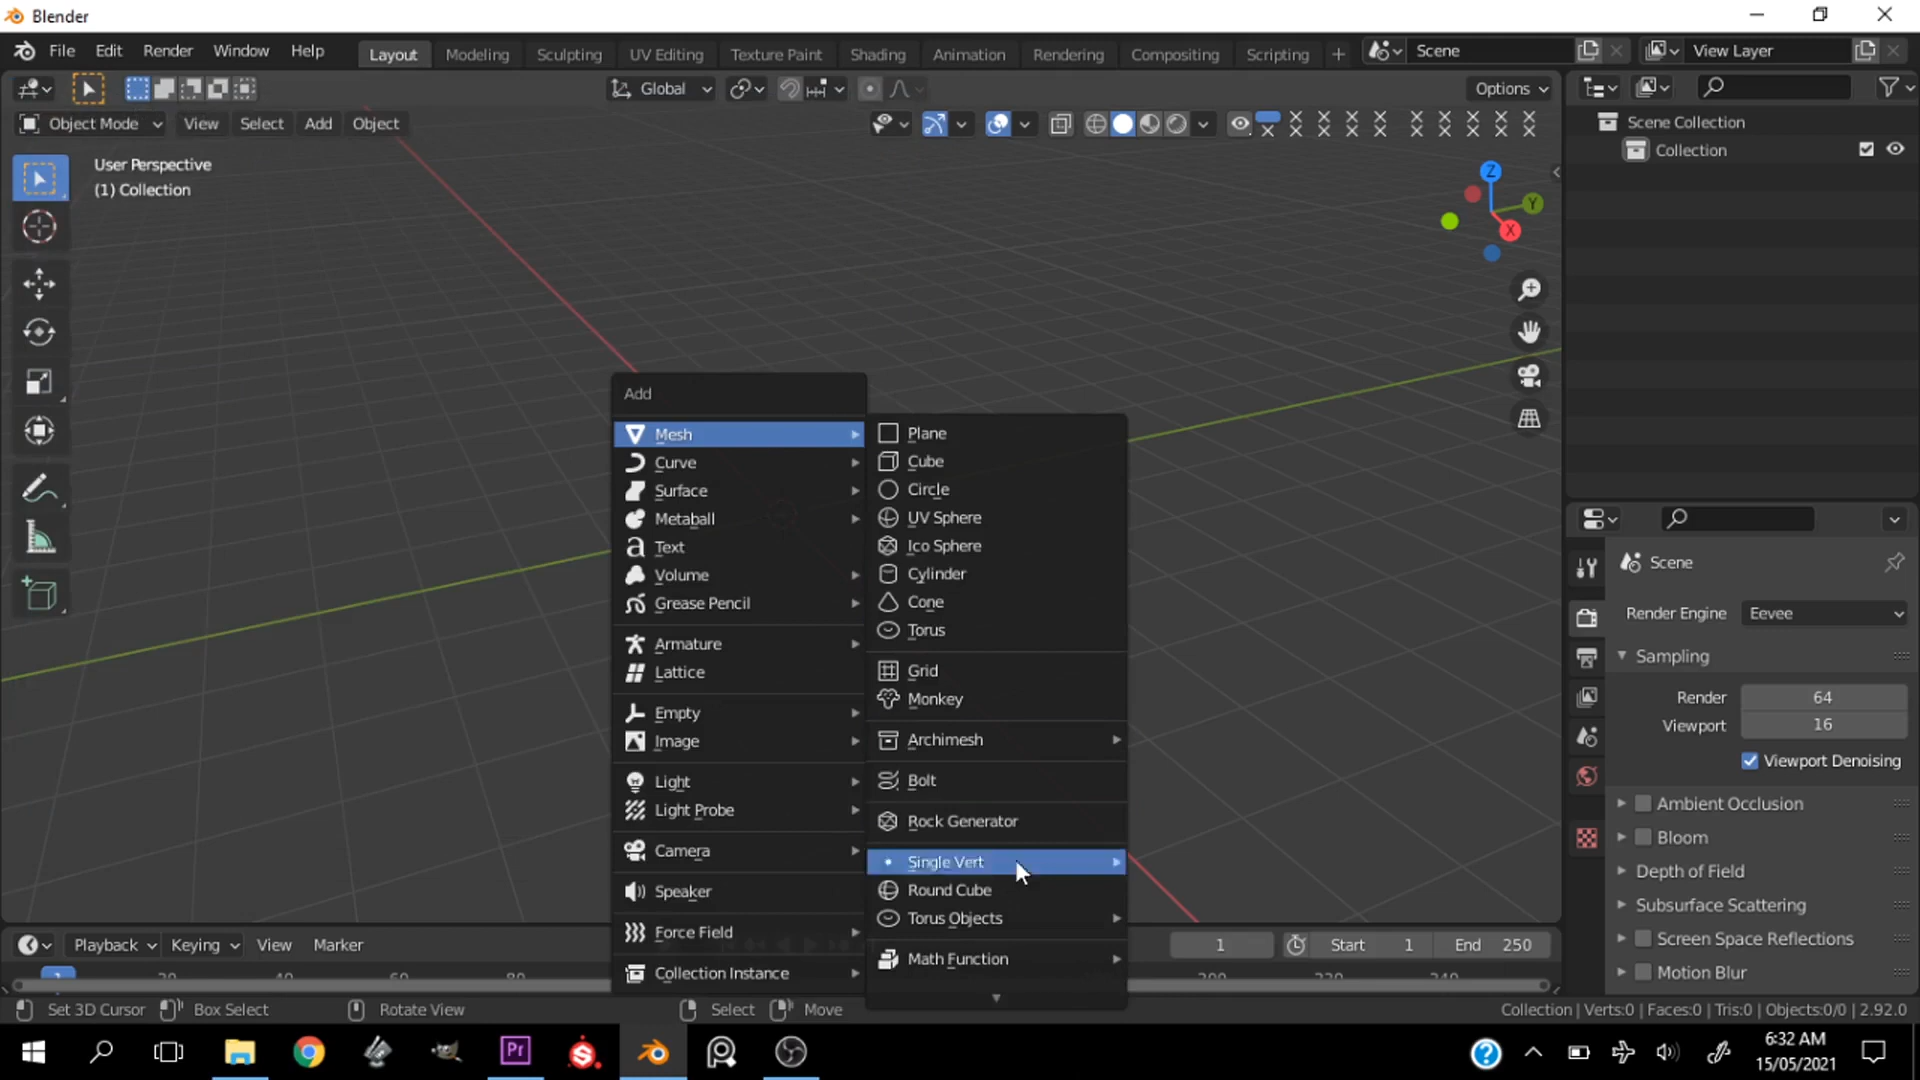 Blender
File Edit Render Window Help
Layout Modeling Sculpting UV Editing Texture Paint Shading Animation Rendering Compositing Scripting +
Scene
View Layer
Global
Options
Object Mode View Select Add Object
User Perspective
(1) Collection
Z
Y
X
Scene Collection
Collection
Add
Mesh
Curve
Surface
Metaball
Text
Volume
Grease Pencil
Armature
Lattice
Empty
Image
Light
Light Probe
Camera
Speaker
Force Field
Collection Instance
Plane
Cube
Circle
UV Sphere
Ico Sphere
Cylinder
Cone
Torus
Grid
Monkey
Archimesh
Bolt
Rock Generator
Single Vert
Round Cube
Torus Objects
Math Function
Scene
Render Engine Eevee
Sampling
Render 64
Viewport 16
Viewport Denoising
Ambient Occlusion
Bloom
Depth of Field
Subsurface Scattering
Screen Space Reflections
Motion Blur
Playback Keying View Marker
1 Start 1 End 250
Set 3D Cursor Box Select Rotate View Select Move
Collection | Verts:0 | Faces:0 | Tris:0 | Objects:0/0 | 2.92.0
Pr
6:32 AM
15/05/2021